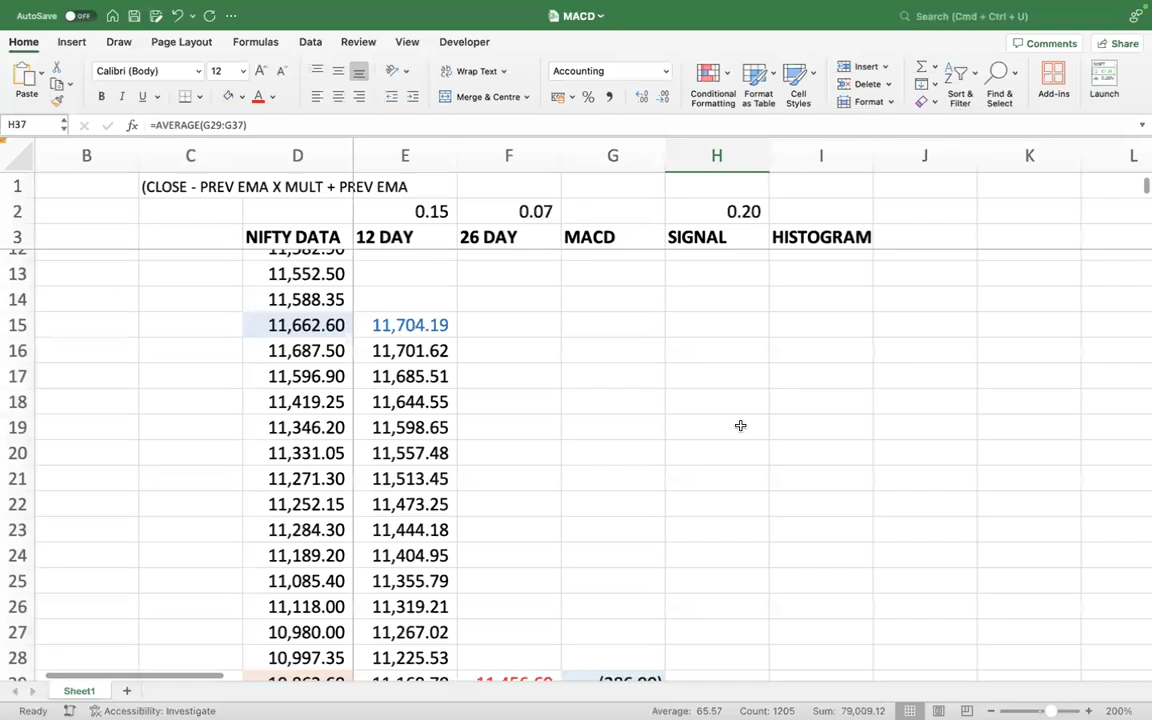 AutoSave OFF MACD Search (Cmd + Ctrl + U)
Home Insert Draw Page Layout Formulas Data Review View Developer Comments Share
Paste Calibri (Body) 12 A A Wrap Text Accounting Conditional Formatting Format as Table Cell Styles Insert Sort & Filter Find & Select Add-ins Launch
B I U A Merge & Centre % Delete
Format
H37 fx =AVERAGE(G29:G37)
B C D E F G H I J K L
1 (CLOSE - PREV EMA X MULT + PREV EMA
2 0.15 0.07 0.20
3 NIFTY DATA 12 DAY 26 DAY MACD SIGNAL HISTOGRAM
13 11,552.50
14 11,588.35
15 11,662.60 11,704.19
16 11,687.50 11,701.62
17 11,596.90 11,685.51
18 11,419.25 11,644.55
19 11,346.20 11,598.65
20 11,331.05 11,557.48
21 11,271.30 11,513.45
22 11,252.15 11,473.25
23 11,284.30 11,444.18
24 11,189.20 11,404.95
25 11,085.40 11,355.79
26 11,118.00 11,319.21
27 10,980.00 11,267.02
28 10,997.35 11,225.53
Sheet1
Ready Accessibility: Investigate Average: 65.57 Count: 1205 Sum: 79,009.12 200%